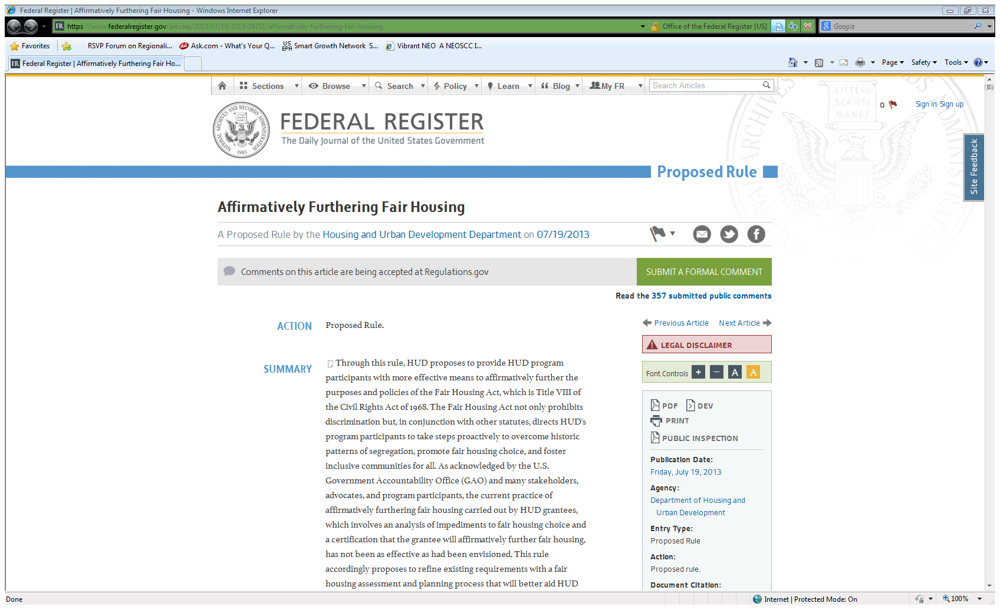 Federal Register | Affirmatively Furthering Fair Housing - Windows Internet Explorer
FR https://www.federalregister.gov/articles/2013/07/19/2013-16751/affirmatively-furthering-fair-housing Office of the Federal Register [US] Google
Favorites RSVP Forum on Regionali... Ask.com - What's Your Q... US EPA Smart Growth Network S... Vibrant NEO A NEOSCC I...
FR Federal Register | Affirmatively Furthering Fair Ho... Page Safety Tools
Sections Browse Search Policy Learn Blog My FR Search Articles
0 Sign in Sign up
LITTERA
SCRIPTA
MANET
NATIONAL ARCHIVES AND RECORDS ADMINISTRATION
1985
FEDERAL REGISTER
The Daily Journal of the United States Government
Site Feedback
Proposed Rule
Affirmatively Furthering Fair Housing
A Proposed Rule by the Housing and Urban Development Department on 07/19/2013
Comments on this article are being accepted at Regulations.gov SUBMIT A FORMAL COMMENT
Read the 357 submitted public comments
ACTION Proposed Rule.
SUMMARY Through this rule, HUD proposes to provide HUD program
participants with more effective means to affirmatively further the
purposes and policies of the Fair Housing Act, which is Title VIII of
the Civil Rights Act of 1968. The Fair Housing Act not only prohibits
discrimination but, in conjunction with other statutes, directs HUD's
program participants to take steps proactively to overcome historic
patterns of segregation, promote fair housing choice, and foster
inclusive communities for all. As acknowledged by the U.S.
Government Accountability Office (GAO) and many stakeholders,
advocates, and program participants, the current practice of
affirmatively furthering fair housing carried out by HUD grantees,
which involves an analysis of impediments to fair housing choice and
a certification that the grantee will affirmatively further fair housing,
has not been as effective as had been envisioned. This rule
accordingly proposes to refine existing requirements with a fair
housing assessment and planning process that will better aid HUD
Previous Article Next Article
LEGAL DISCLAIMER
Font Controls + − A A
PDF DEV
PRINT
PUBLIC INSPECTION
Publication Date:
Friday, July 19, 2013
Agency:
Department of Housing and
Urban Development
Entry Type:
Proposed Rule
Action:
Proposed rule.
Document Citation:
Done Internet | Protected Mode: On 100%